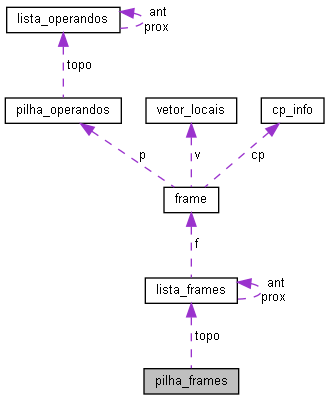 lista_operandos
ant
prox
topo
pilha_operandos
vetor_locais
cp_info
p
v
cp
frame
f
lista_frames
ant
prox
topo
pilha_frames